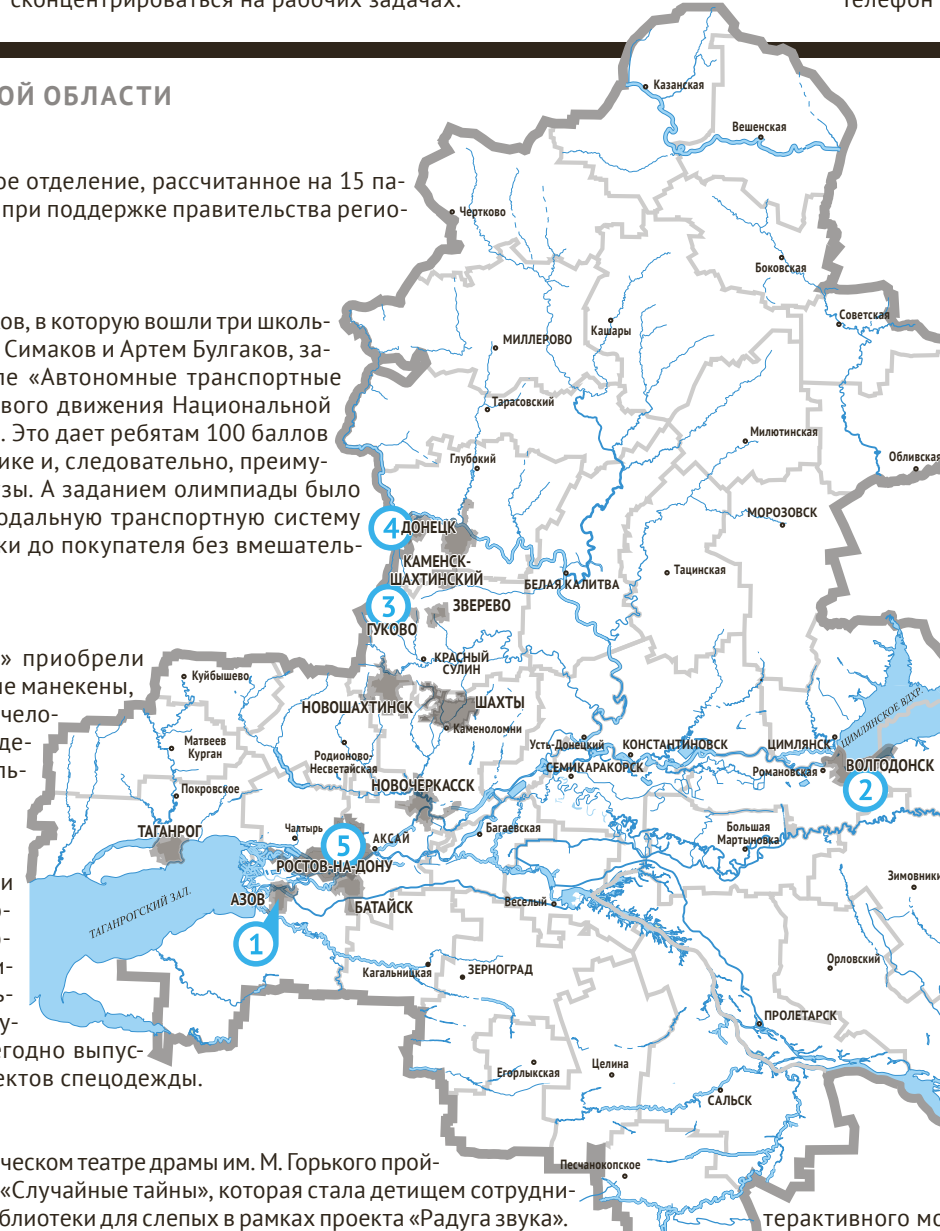 сконцентрироваться на рабочих задачах.
телефон
ОЙ ОБЛАСТИ
ое отделение, рассчитанное на 15 па-
при поддержке правительства регио-
ов, в которую вошли три школь-
Симаков и Артем Булгаков, за-
ле «Автономные транспортные
вого движения Национальной
. Это дает ребятам 100 баллов
ике и, следовательно, преиму-
зы. А заданием олимпиады было
одальную транспортную систему
ки до покупателя без вмешатель-
» приобрели
ые манекены,
чело-
де-
ль-
и
о-
о-
и-
ь-
у-
егодно выпус-
ектов спецодежды.
ческом театре драмы им. М. Горького прой-
«Случайные тайны», которая стала детищем сотрудни-
блиотеки для слепых в рамках проекта «Радуга звука».
терактивного мо
Казанская
Вешенская
Чертково
Боковская
Советская
МИЛЛЕРОВО
Кашары
Тарасовский
Милютинская
Глубокий
Обливская
МОРОЗОВСК
4
ДОНЕЦК
КАМЕНСК-
ШАХТИНСКИЙ
БЕЛАЯ КАЛИТВА
Тацинская
3
ЗВЕРЕВО
ГУКОВО
КРАСНЫЙ
СУЛИН
Куйбышево
НОВОШАХТИНСК
ШАХТЫ
Каменоломни
ЦИМЛЯНСКОЕ ВДХР.
Матвеев
Курган
Родионово-
Несветайская
Усть-Донецкий
КОНСТАНТИНОВСК
ЦИМЛЯНСК
СЕМИКАРАКОРСК
Романовская
ВОЛГОДОНСК
2
Покровское
НОВОЧЕРКАССК
ТАГАНРОГ
Чалтырь
5
АКСАЙ
Багаевская
Большая
Мартыновка
РОСТОВ-НА-ДОНУ
Зимовники
АЗОВ
БАТАЙСК
Веселый
ТАГАНРОГСКИЙ ЗАЛ.
1
Кагальницкая
ЗЕРНОГРАД
Орловский
ПРОЛЕТАРСК
Егорлыкская
Целина
САЛЬСК
Песчанокопское